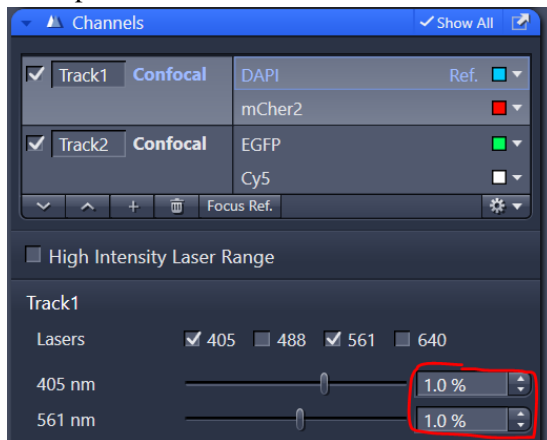 Channels ✓ Show All
Track1 Confocal DAPI Ref.
mCher2
Track2 Confocal EGFP
Cy5
+ Focus Ref.
High Intensity Laser Range
Track1
Lasers 405 488 561 640
405 nm 1.0 %
561 nm 1.0 %